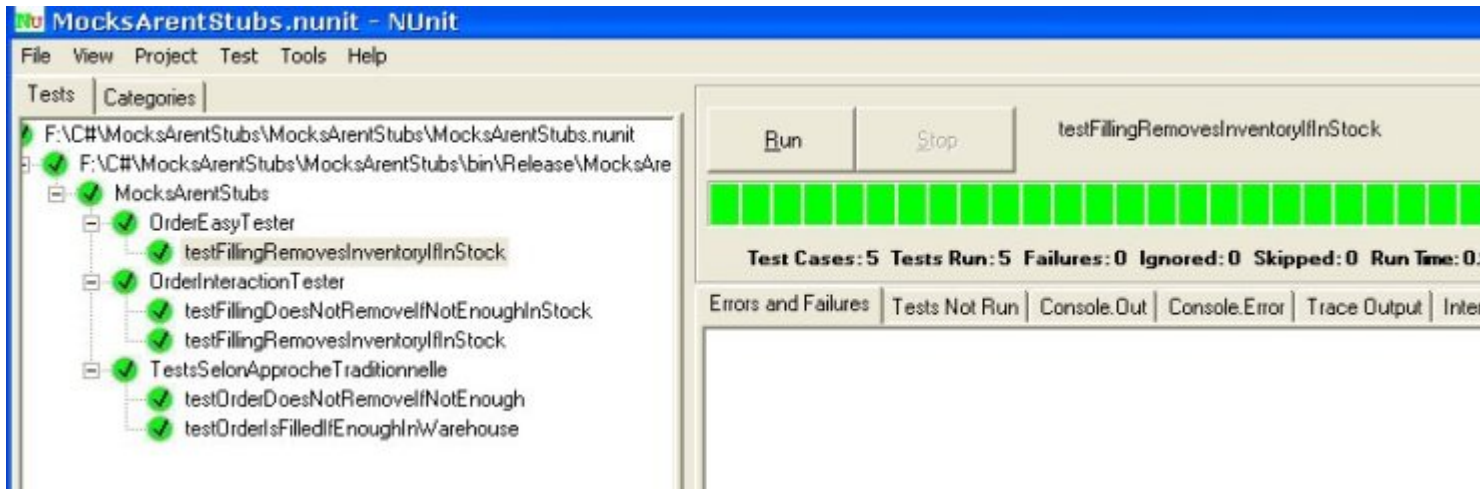 Nu MocksArentStubs.nunit - NUnit
File View Project Test Tools Help
Tests Categories
F:\C#\MocksArentStubs\MocksArentStubs\MocksArentStubs.nunit
F:\C#\MocksArentStubs\MocksArentStubs\bin\Release\MocksAre
MocksArentStubs
OrderEasyTester
testFillingRemovesInventoryIfInStock
OrderInteractionTester
testFillingDoesNotRemoveIfNotEnoughInStock
testFillingRemovesInventoryIfInStock
TestsSelonApprocheTraditionnelle
testOrderDoesNotRemoveIfNotEnough
testOrderIsFilledIfEnoughInWarehouse
Run Stop testFillingRemovesInventoryIfInStock
Test Cases: 5 Tests Run: 5 Failures: 0 Ignored: 0 Skipped: 0 Run Time: 0.
Errors and Failures Tests Not Run Console.Out Console.Error Trace Output Inter